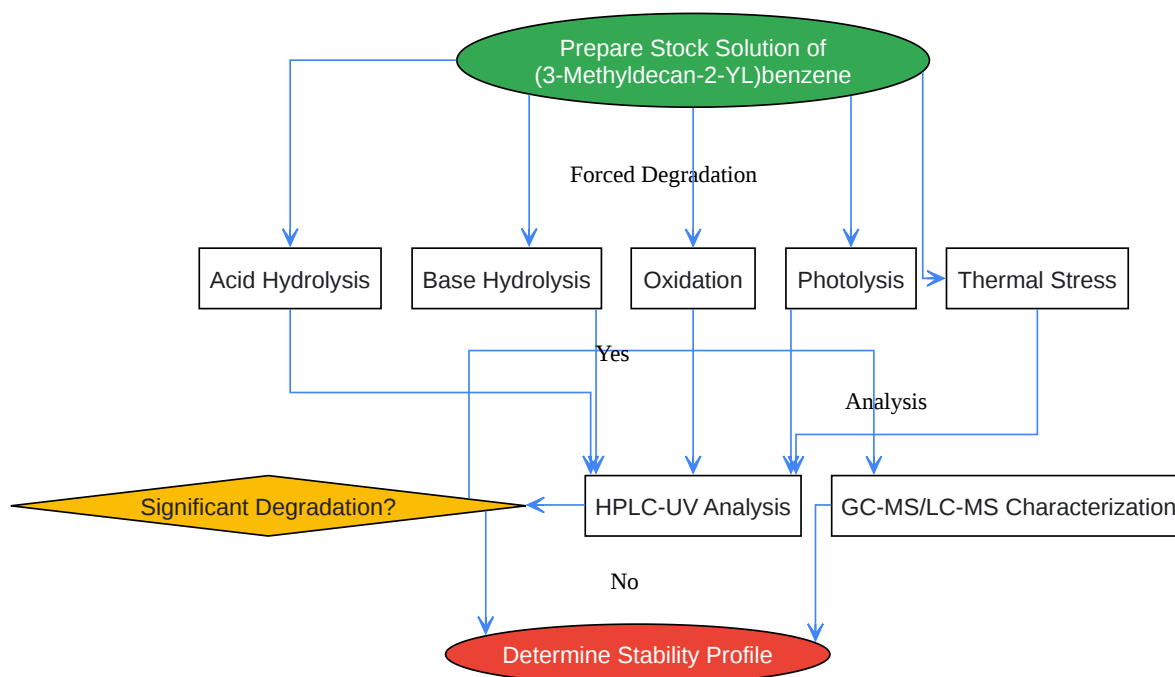 Prepare Stock Solution of
(3-Methyldecan-2-YL)benzene
Forced Degradation
Acid Hydrolysis
Base Hydrolysis
Oxidation
Photolysis
Thermal Stress
Yes
Analysis
Significant Degradation?
HPLC-UV Analysis
GC-MS/LC-MS Characterization
No
Determine Stability Profile